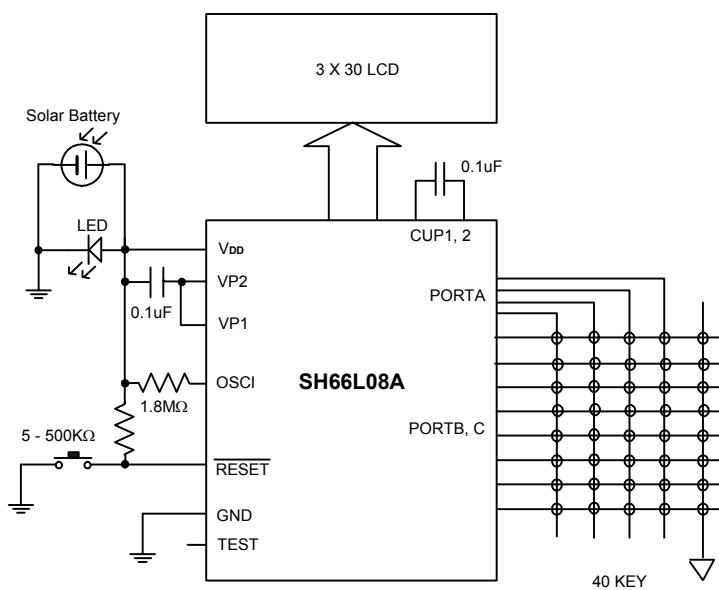 3 X 30 LCD
Solar Battery
0.1uF
LED
CUP1, 2
VDD
VP2
PORTA
0.1uF
VP1
OSCI
SH66L08A
1.8MΩ
PORTB, C
5 - 500KΩ
RESET
GND
TEST
40 KEY